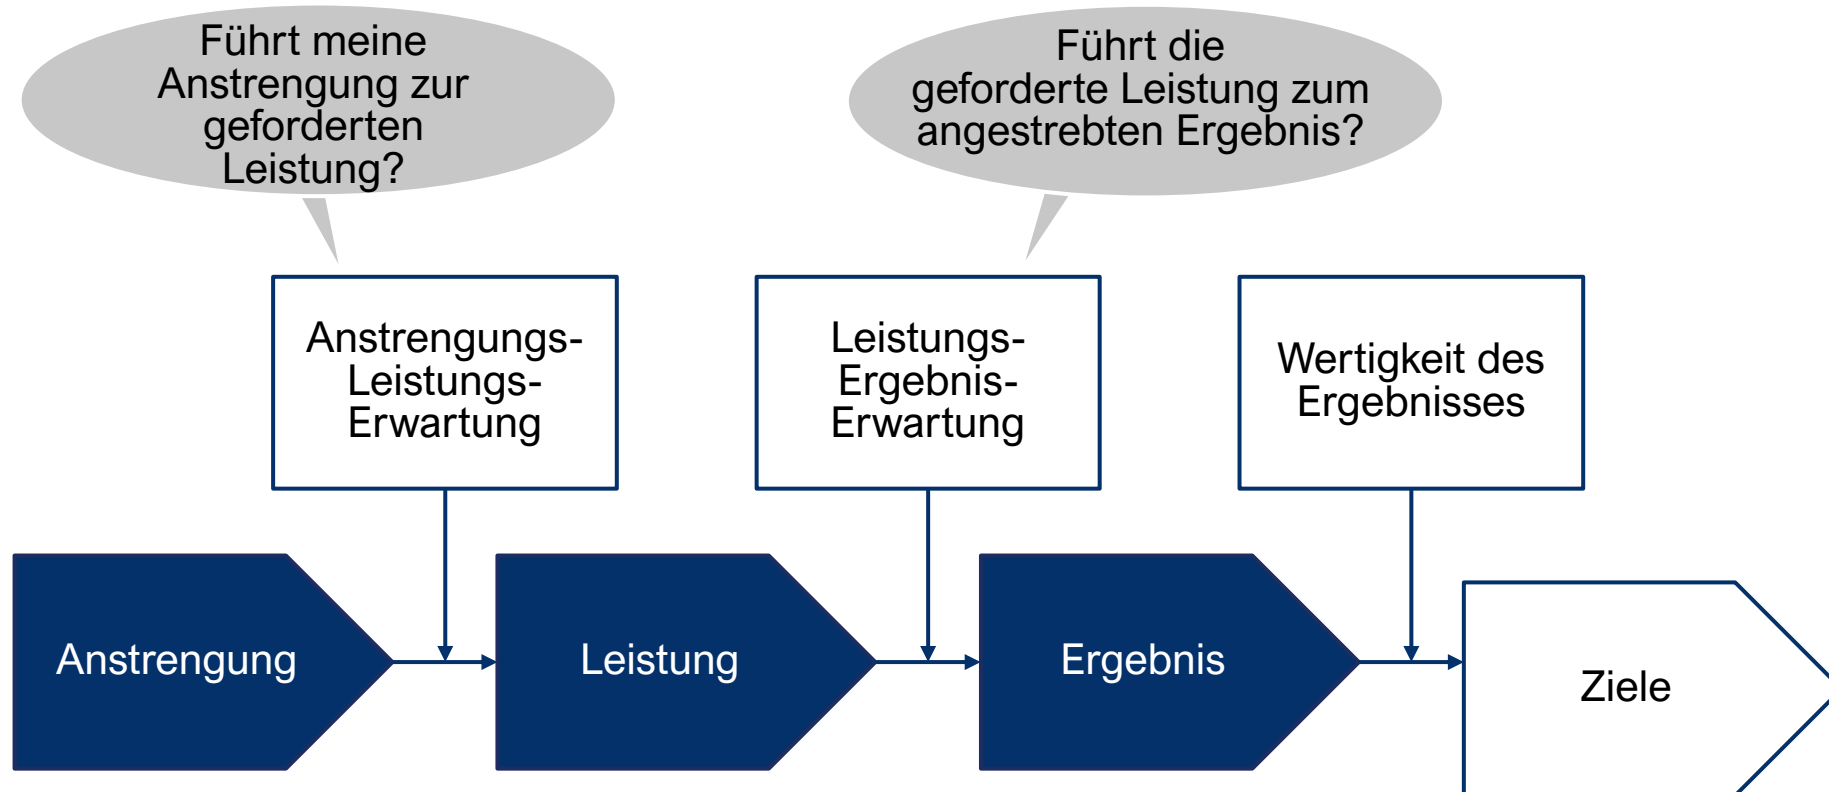 Führt meine
Anstrengung zur
geforderten
Leistung?
Führt die
geforderte Leistung zum
angestrebten Ergebnis?
Anstrengungs-
Leistungs-
Erwartung
Leistungs-
Ergebnis-
Erwartung
Wertigkeit des
Ergebnisses
Anstrengung
Leistung
Ergebnis
Ziele